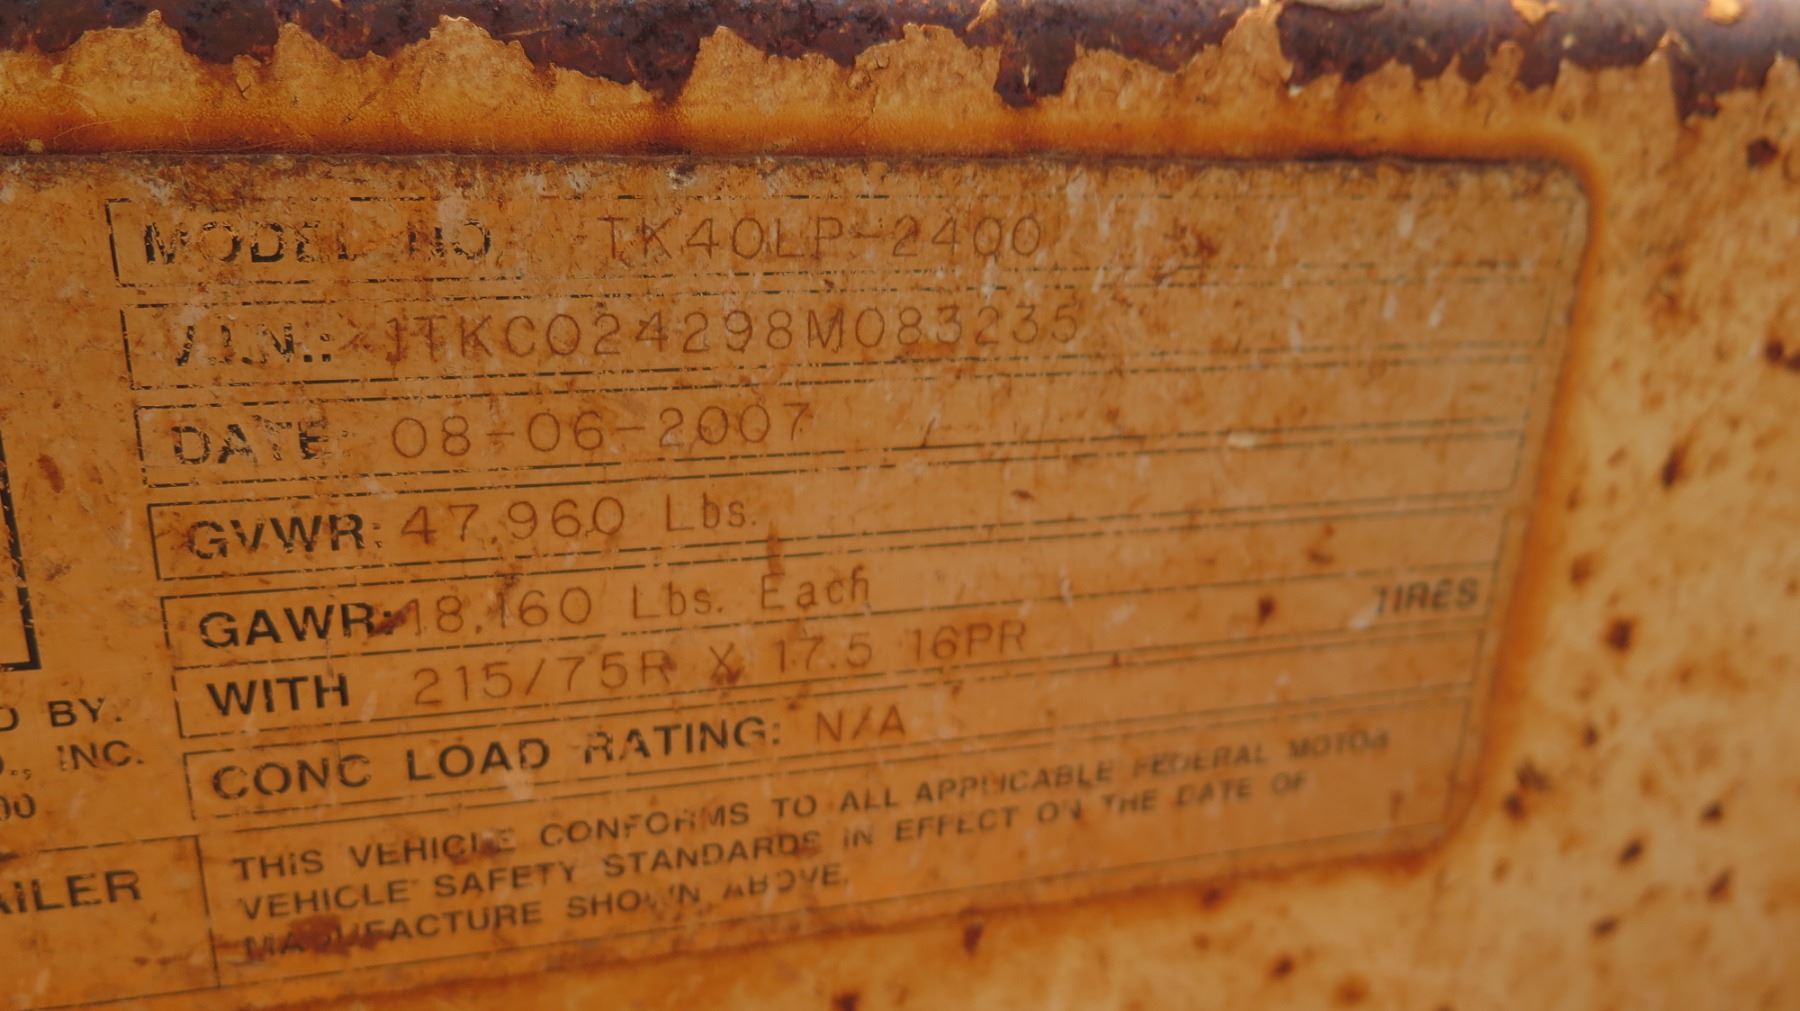 MODEL NO. TK40LP-2400
V.I.N.: 1TKC024298M083235
DATE: 08-06-2007
GVWR: 47,960 Lbs.
GAWR: 18,160 Lbs. Each
WITH 215/75R X 17.5 16PR TIRES
CONC LOAD RATING: N/A
BY.
INC.
THIS VEHICLE CONFORMS TO ALL APPLICABLE FEDERAL MOTOR
VEHICLE SAFETY STANDARDS IN EFFECT ON THE DATE OF
MANUFACTURE SHOWN ABOVE.